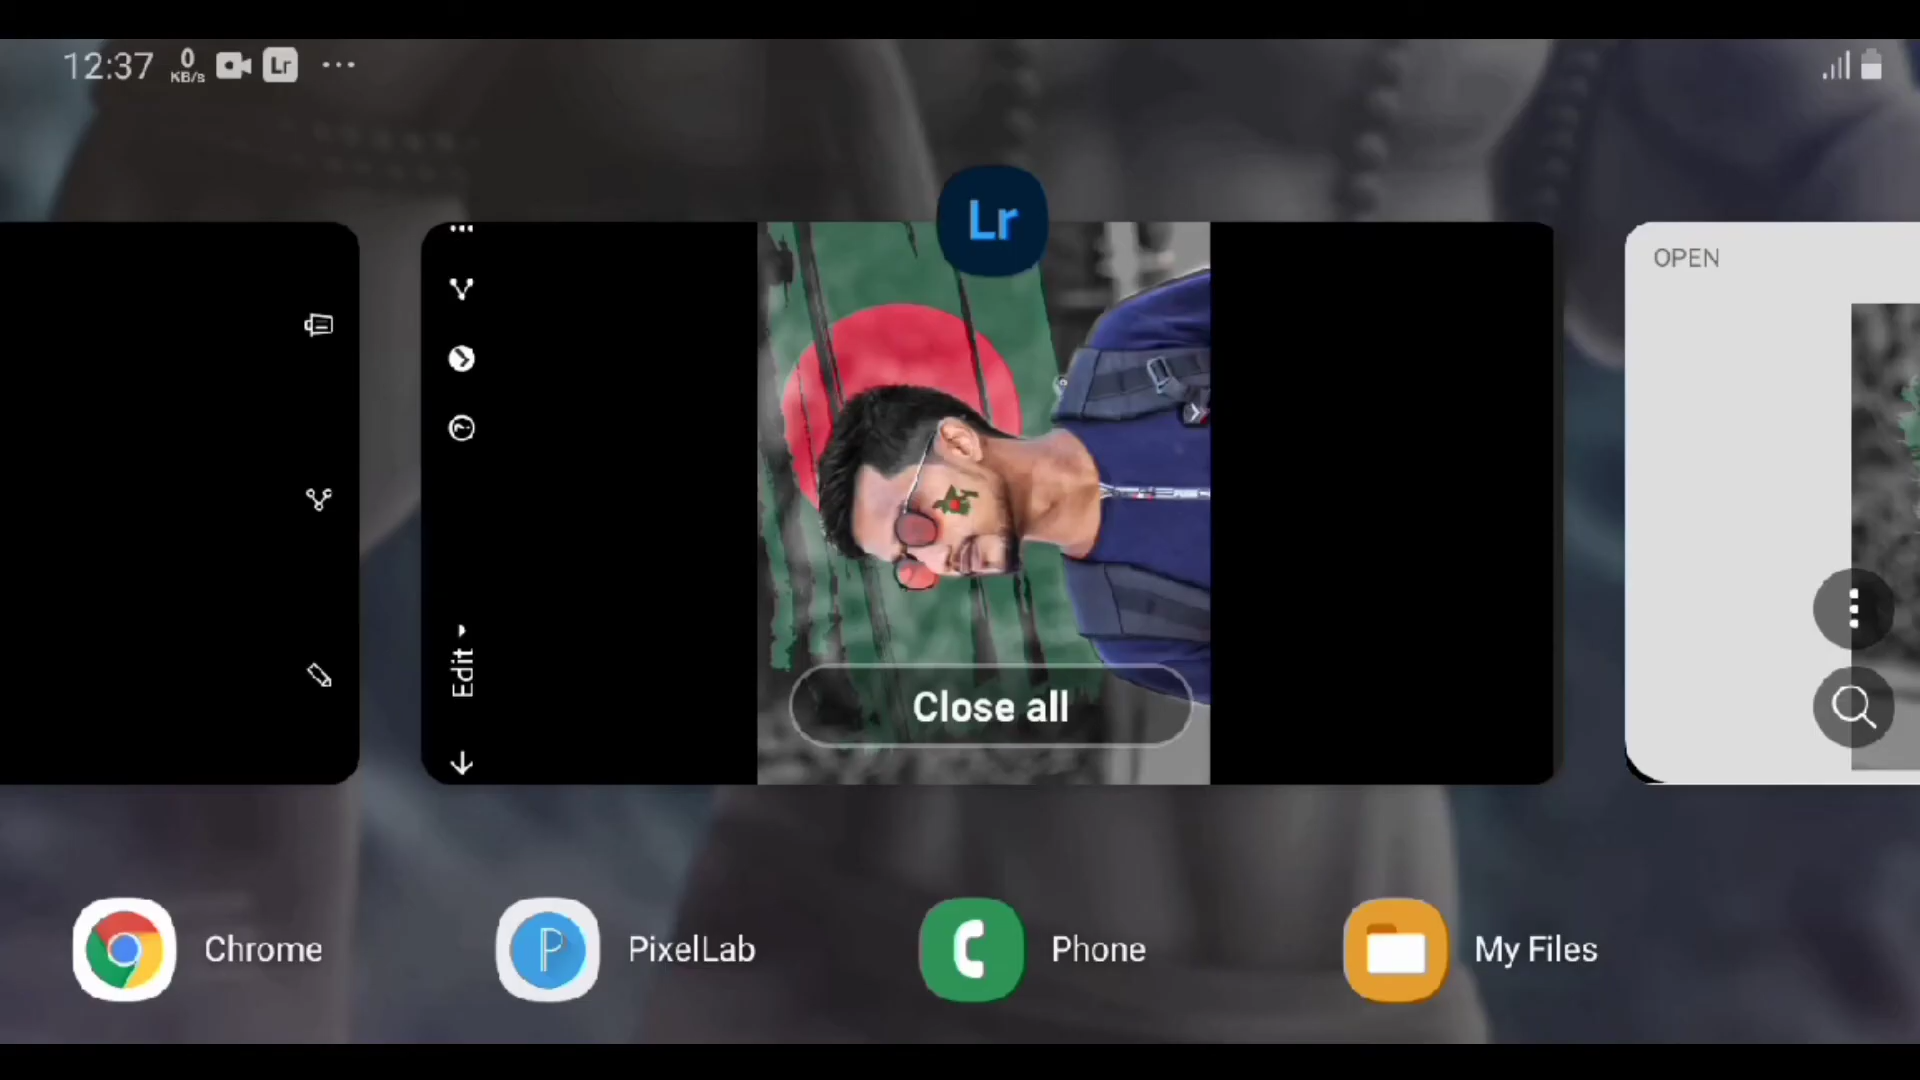 12:37
0
KB/s
Lr
Lr
OPEN
Edit
Close all
Chrome
PixelLab
Phone
My Files